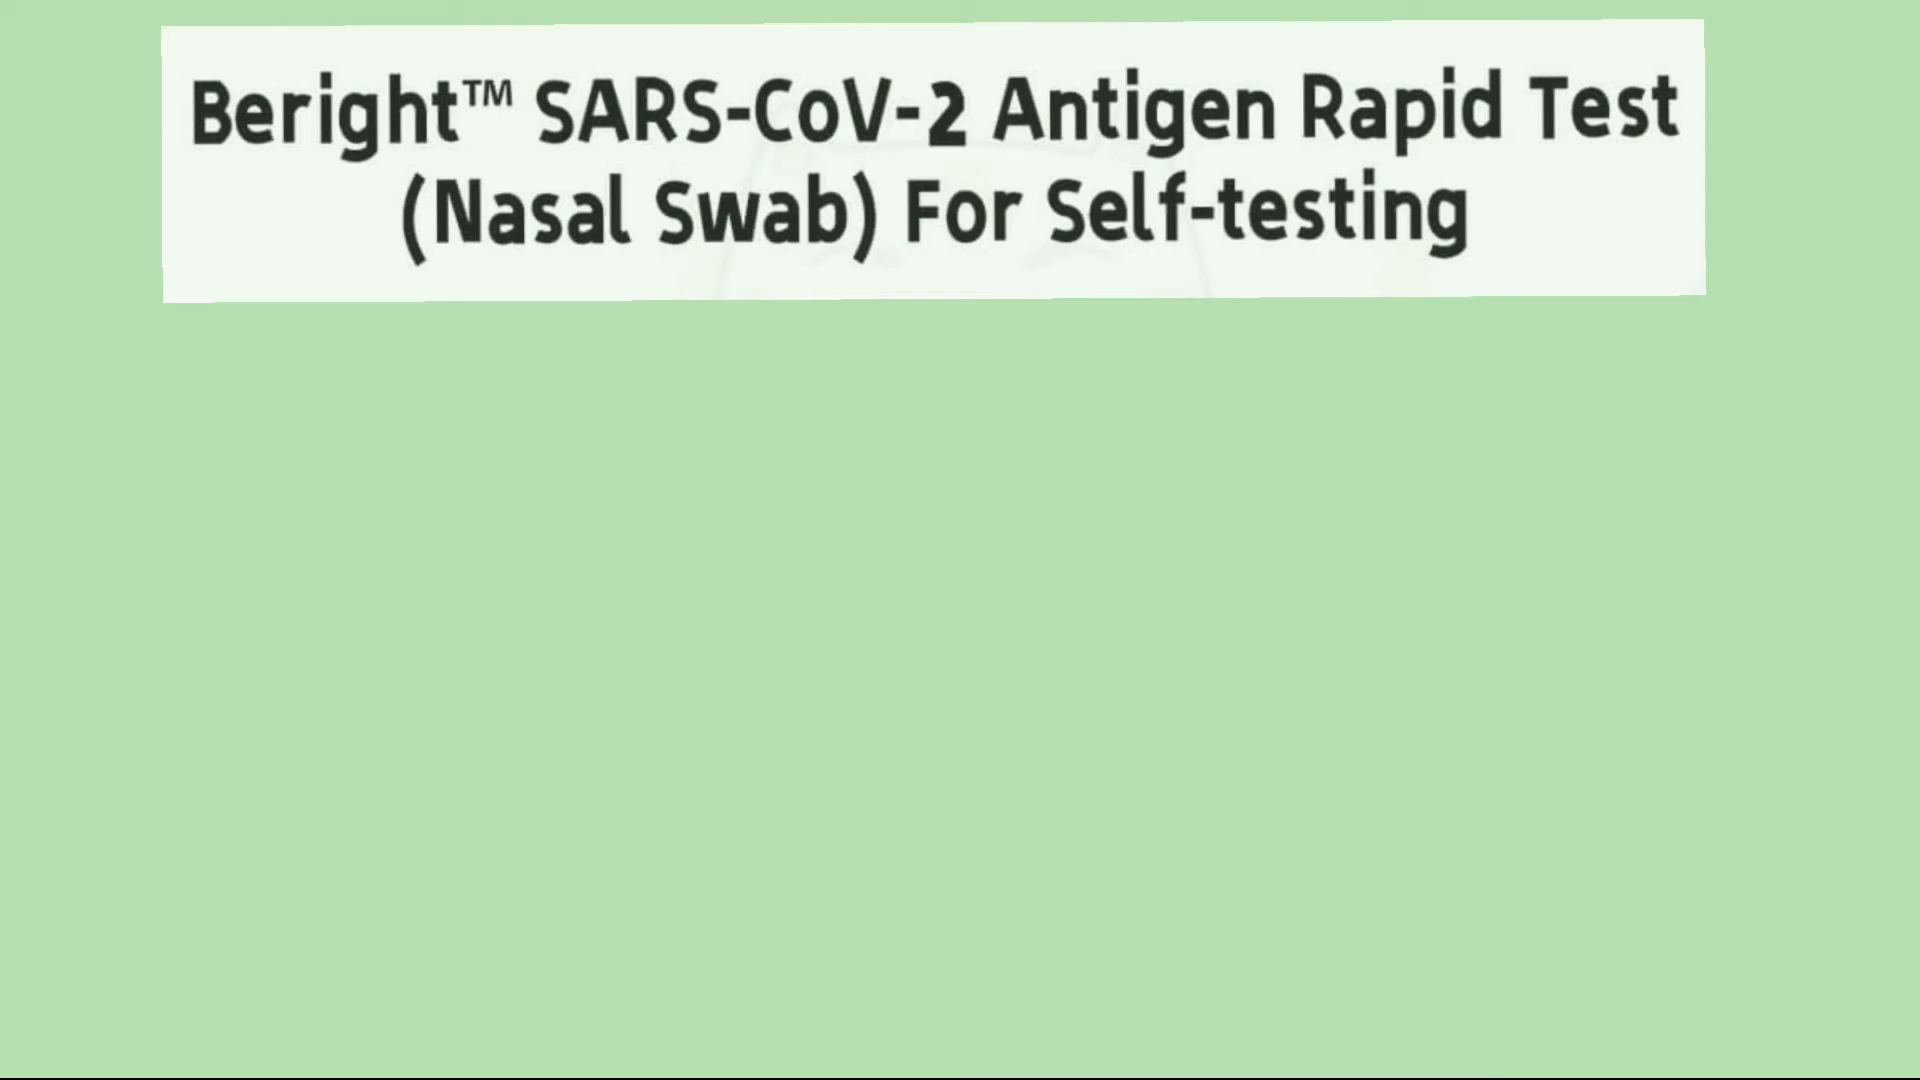 Beright™ SARS-CoV-2 Antigen Rapid Test
(Nasal Swab) For Self-testing